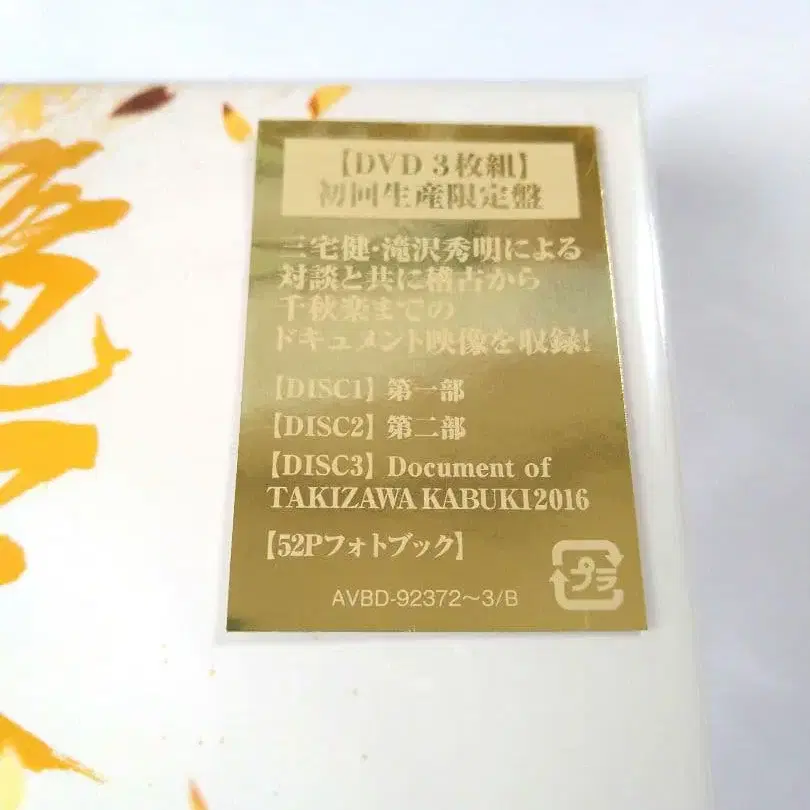 【DVD 3枚組】
初回生産限定盤
三宅健・滝沢秀明による
対談と共に稽古から
千秋楽までの
ドキュメント映像を収録!
【DISC1】第一部
【DISC2】第二部
【DISC3】Document of
TAKIZAWA KABUKI 2016
【52Pフォトブック】
プラ
AVBD-92372～3/B